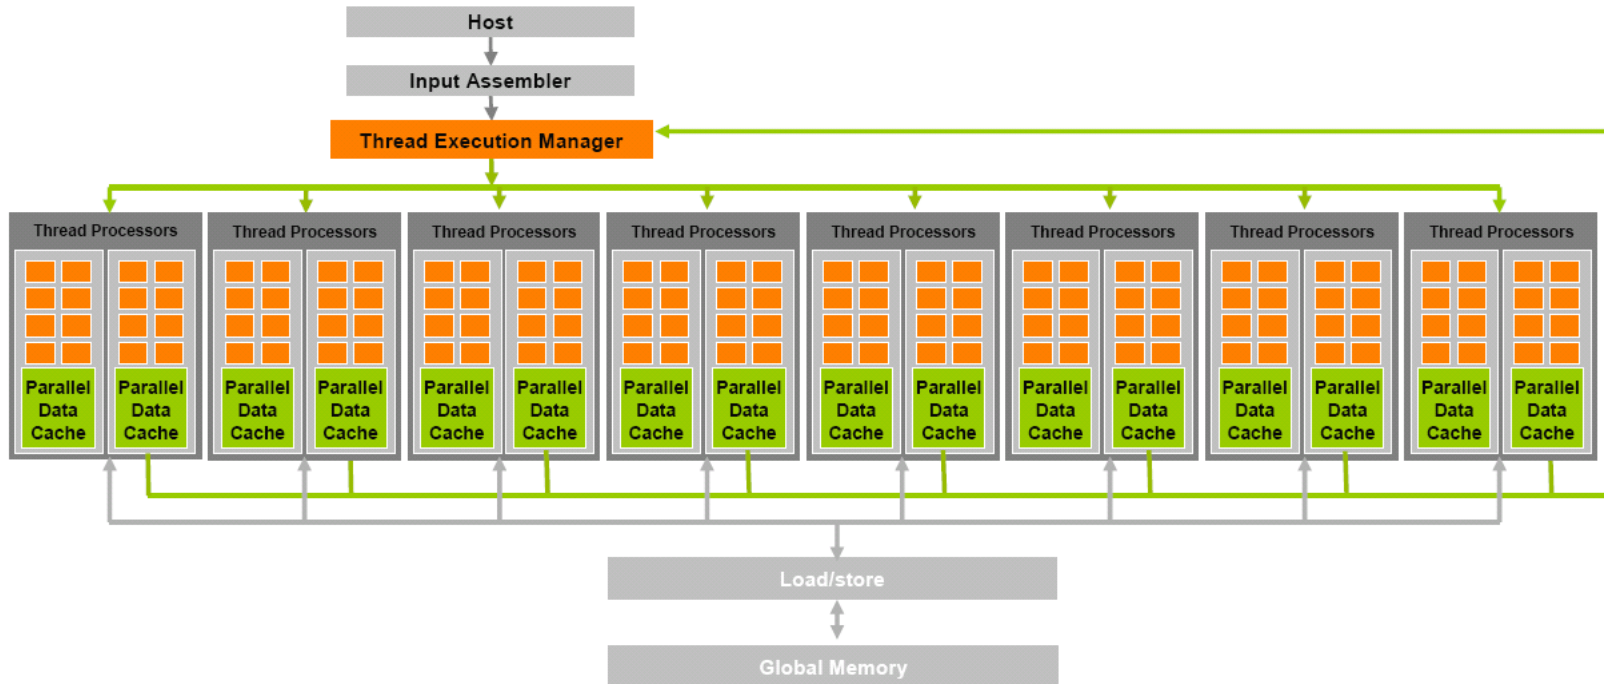 Host
Input Assembler
Thread Execution Manager
Thread Processors
Thread Processors
Thread Processors
Thread Processors
Thread Processors
Thread Processors
Thread Processors
Thread Processors
Parallel
Data
Cache
Parallel
Data
Cache
Parallel
Data
Cache
Parallel
Data
Cache
Parallel
Data
Cache
Parallel
Data
Cache
Parallel
Data
Cache
Parallel
Data
Cache
Parallel
Data
Cache
Parallel
Data
Cache
Parallel
Data
Cache
Parallel
Data
Cache
Parallel
Data
Cache
Parallel
Data
Cache
Parallel
Data
Cache
Parallel
Data
Cache
Load/store
Global Memory